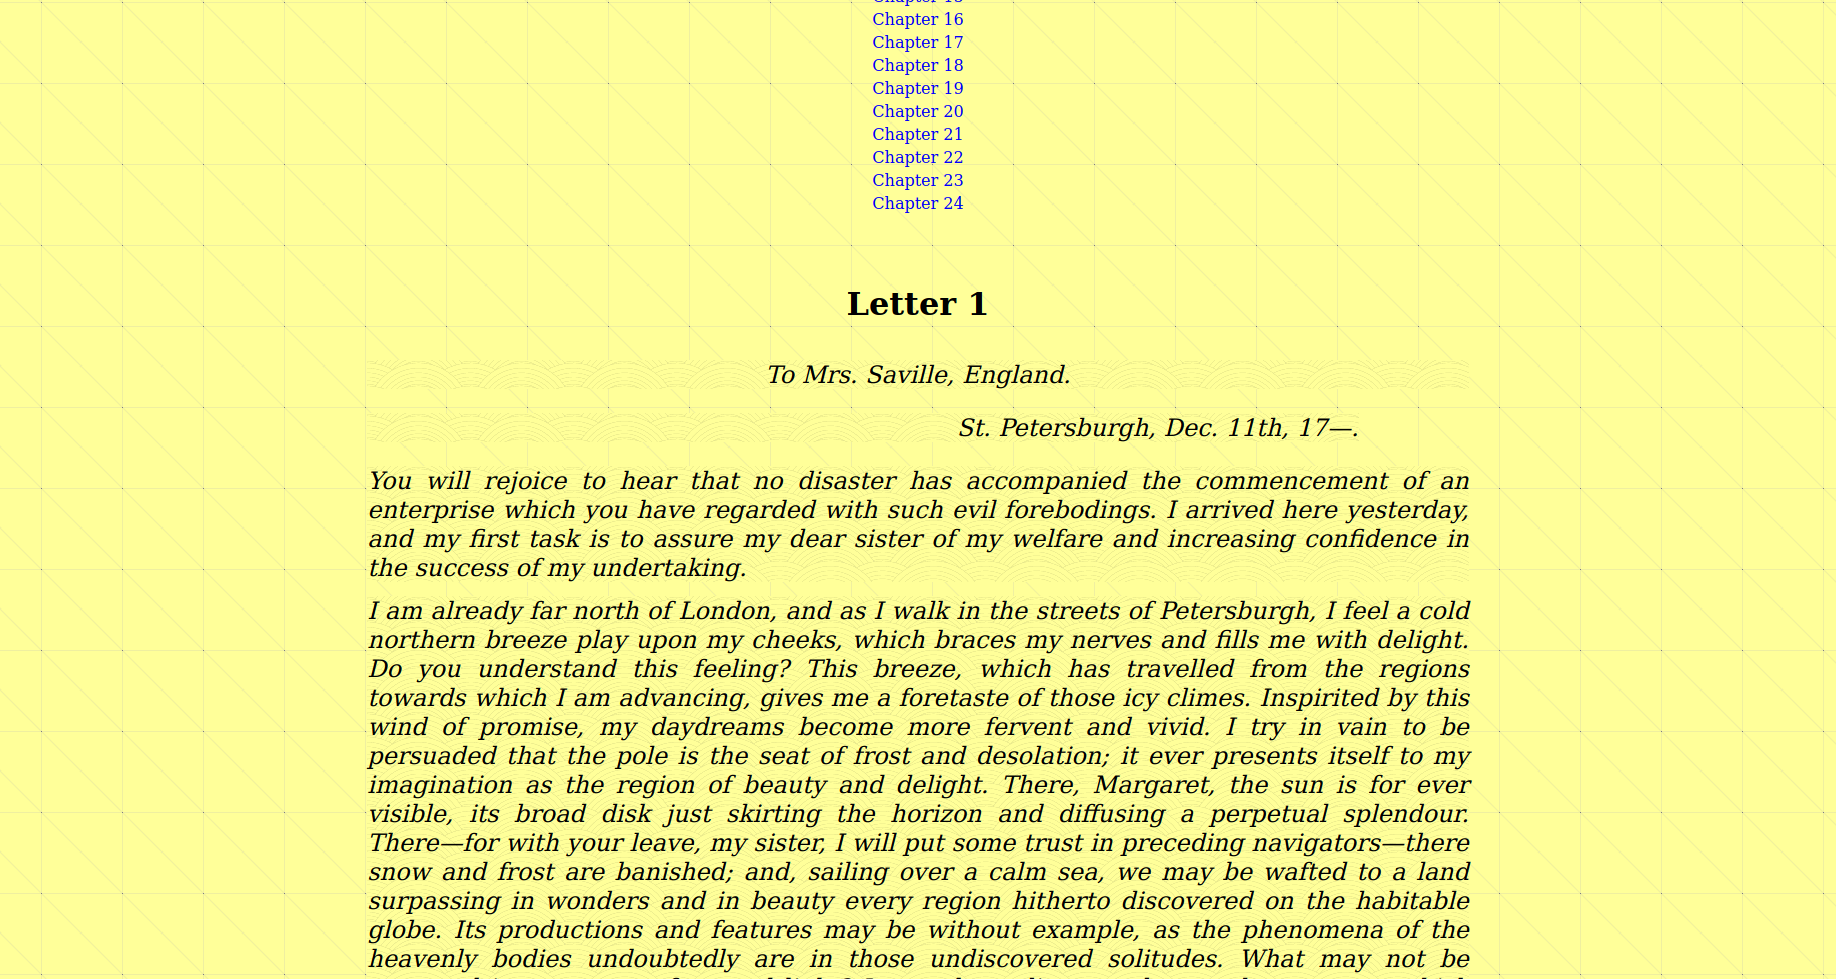 Chapter 16
Chapter 17
Chapter 18
Chapter 19
Chapter 20
Chapter 21
Chapter 22
Chapter 23
Chapter 24
Letter 1
To Mrs. Saville, England.
St. Petersburgh, Dec. 11th, 17—.
You will rejoice to hear that no disaster has accompanied the commencement of an
enterprise which you have regarded with such evil forebodings. I arrived here yesterday,
and my first task is to assure my dear sister of my welfare and increasing confidence in
the success of my undertaking.
I am already far north of London, and as I walk in the streets of Petersburgh, I feel a cold
northern breeze play upon my cheeks, which braces my nerves and fills me with delight.
Do you understand this feeling? This breeze, which has travelled from the regions
towards which I am advancing, gives me a foretaste of those icy climes. Inspirited by this
wind of promise, my daydreams become more fervent and vivid. I try in vain to be
persuaded that the pole is the seat of frost and desolation; it ever presents itself to my
imagination as the region of beauty and delight. There, Margaret, the sun is for ever
visible, its broad disk just skirting the horizon and diffusing a perpetual splendour.
There—for with your leave, my sister, I will put some trust in preceding navigators—there
snow and frost are banished; and, sailing over a calm sea, we may be wafted to a land
surpassing in wonders and in beauty every region hitherto discovered on the habitable
globe. Its productions and features may be without example, as the phenomena of the
heavenly bodies undoubtedly are in those undiscovered solitudes. What may not be